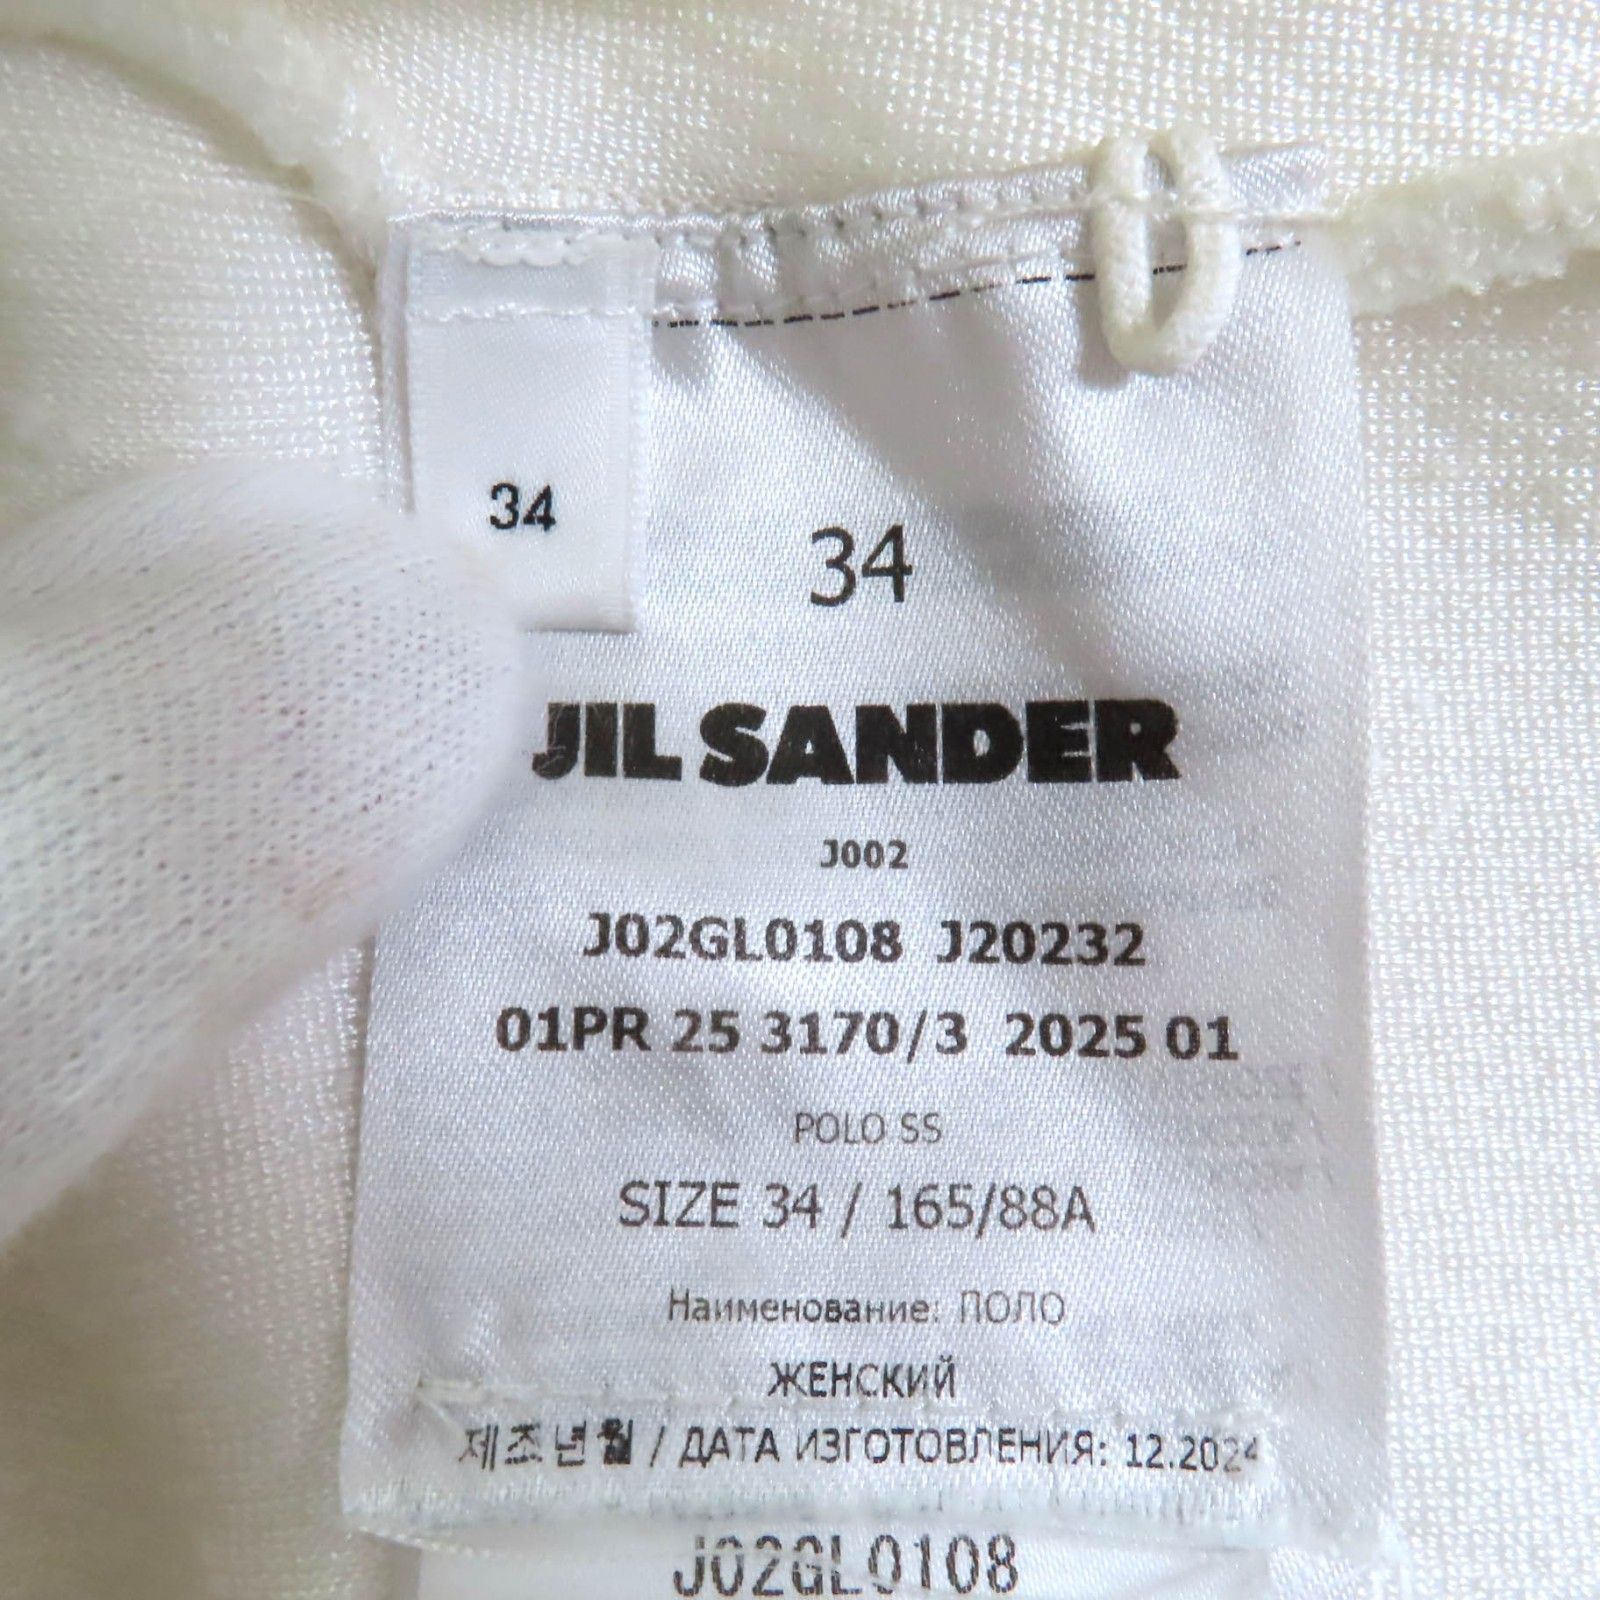 34
34
JIL SANDER
J002
J02GL0108 J20232
01PR 25 3170/3 2025 01
POLO SS
SIZE 34 / 165/88A
Наименование: ПОЛО
ЖЕНСКИЙ
제조년월 / ДАТА ИЗГОТОВЛЕНИЯ: 12.2024
J02GL0108